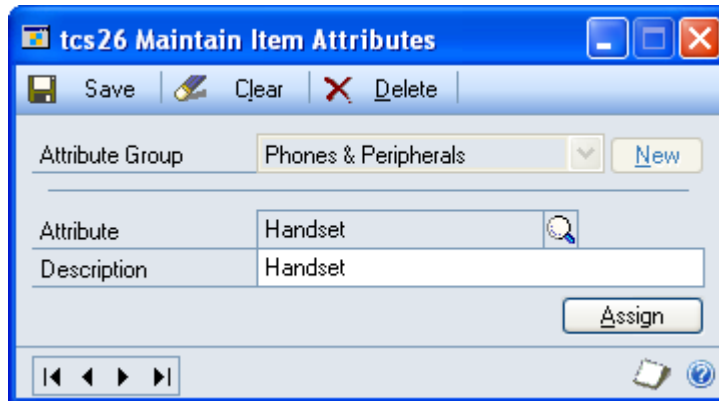 tcs26 Maintain Item Attributes
Save Clear Delete
Attribute Group Phones & Peripherals New
Attribute Handset
Description Handset
Assign